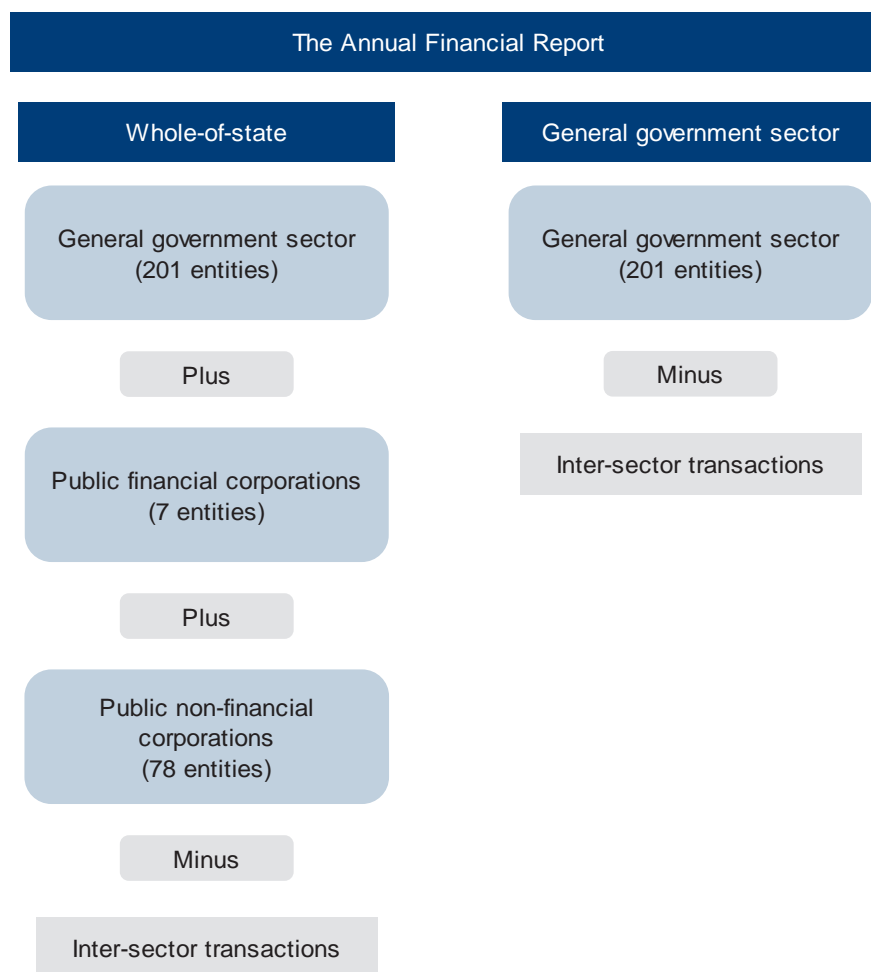 The Annual Financial Report
Whole-of-state
General government sector
(201 entities)
Plus
Public financial corporations
(7 entities)
Plus
Public non-financial
corporations
(78 entities)
Minus
Inter-sector transactions
General government sector
General government sector
(201 entities)
Minus
Inter-sector transactions